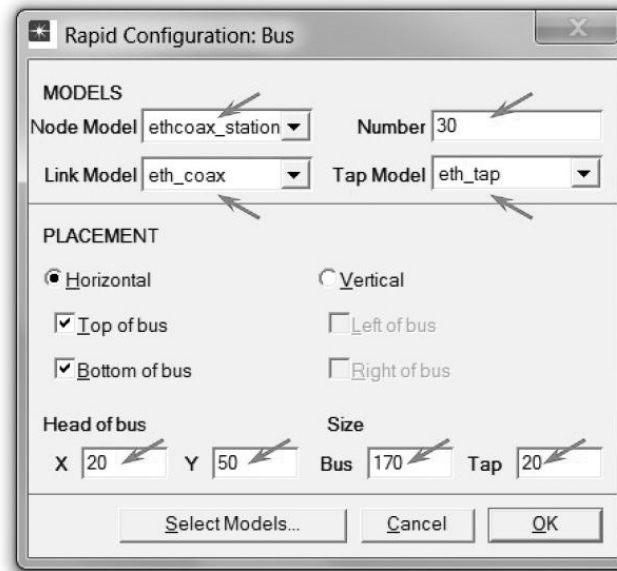 Rapid Configuration: Bus
X
MODELS
Node Model ethcoax_station Number 30
Link Model eth_coax Tap Model eth_tap
PLACEMENT
Horizontal Vertical
Top of bus Left of bus
Bottom of bus Right of bus
Head of bus Size
X 20 Y 50 Bus 170 Tap 20
Select Models... Cancel OK